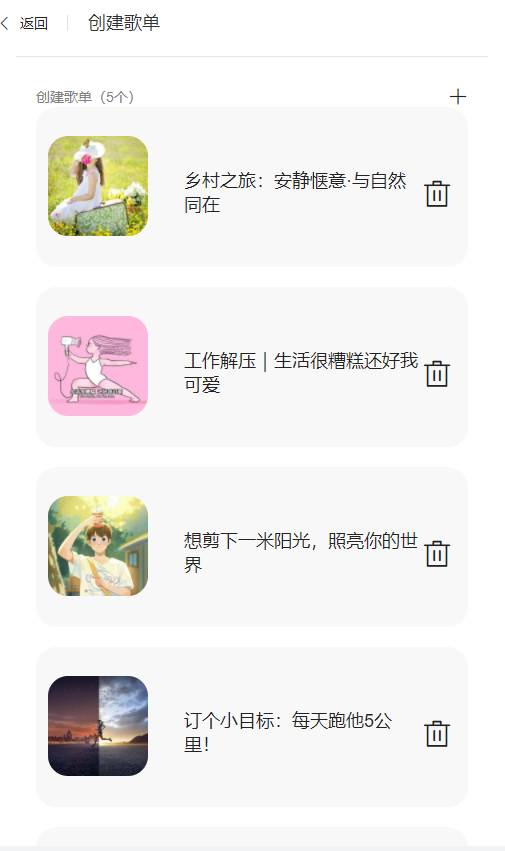 返回
创建歌单
创建歌单（5个）
乡村之旅：安静惬意·与自然
同在
工作解压｜生活很糟糕还好我
可爱
想剪下一米阳光，照亮你的世
界
订个小目标：每天跑他5公
里！